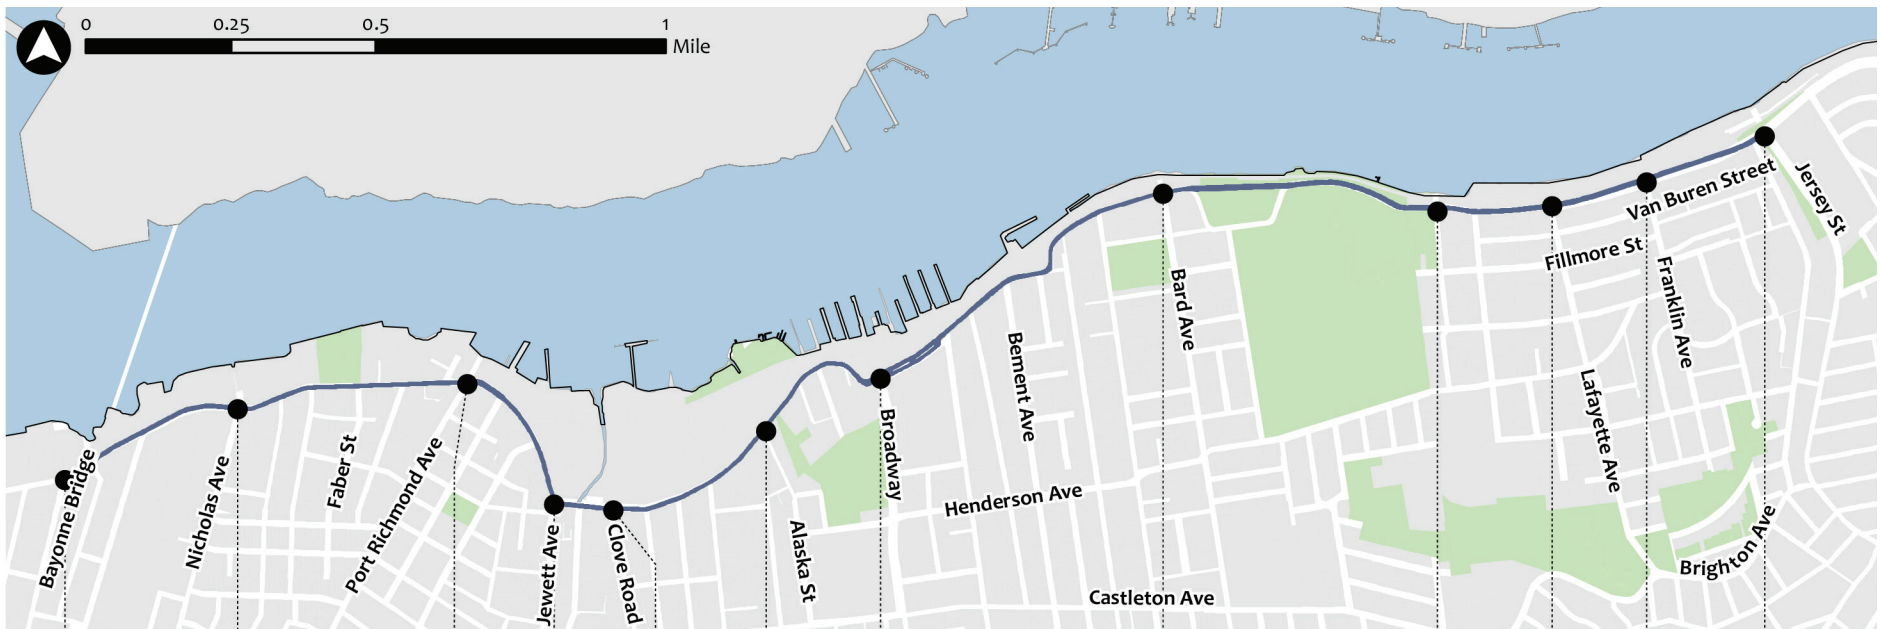 0 0.25 0.5 1
Mile
Jersey St
Van Buren Street
Fillmore St
Franklin Ave
Bard Ave
Bement Ave
Lafayette Ave
Broadway
Faber St
Port Richmond Ave
Bayonne Bridge
Nicholas Ave
Henderson Ave
Jewett Ave
Clove Road
Alaska St
Brighton Ave
Castleton Ave